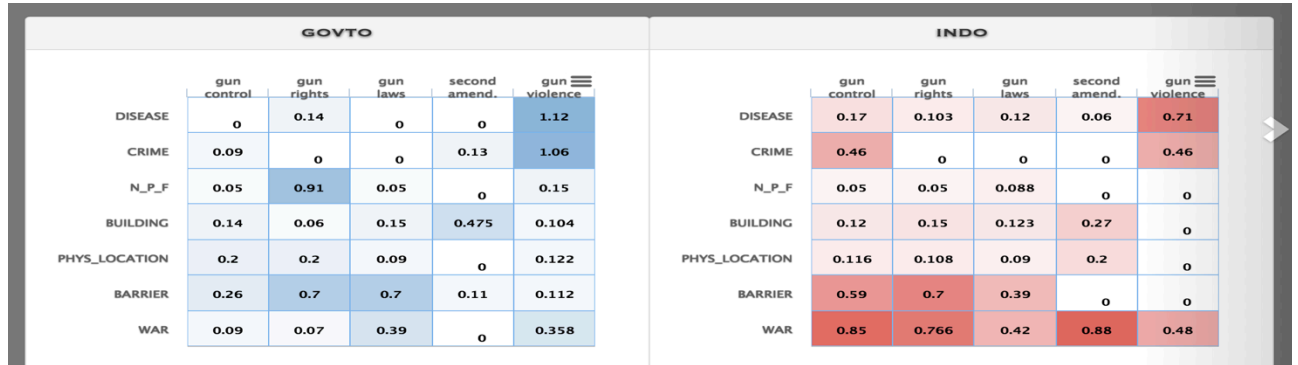 GOVTO INDO
gun control gun rights gun laws second amend. gun violence gun control gun rights gun laws second amend. gun violence
DISEASE 0 0.14 0 0 1.12 DISEASE 0.17 0.103 0.12 0.06 0.71
CRIME 0.09 0 0 0.13 1.06 CRIME 0.46 0 0 0 0.46
N_P_F 0.05 0.91 0.05 0 0.15 N_P_F 0.05 0.05 0.088 0 0
BUILDING 0.14 0.06 0.15 0.475 0.104 BUILDING 0.12 0.15 0.123 0.27 0
PHYS_LOCATION 0.2 0.2 0.09 0 0.122 PHYS_LOCATION 0.116 0.108 0.09 0.2 0
BARRIER 0.26 0.7 0.7 0.11 0.112 BARRIER 0.59 0.7 0.39 0 0
WAR 0.09 0.07 0.39 0 0.358 WAR 0.85 0.766 0.42 0.88 0.48